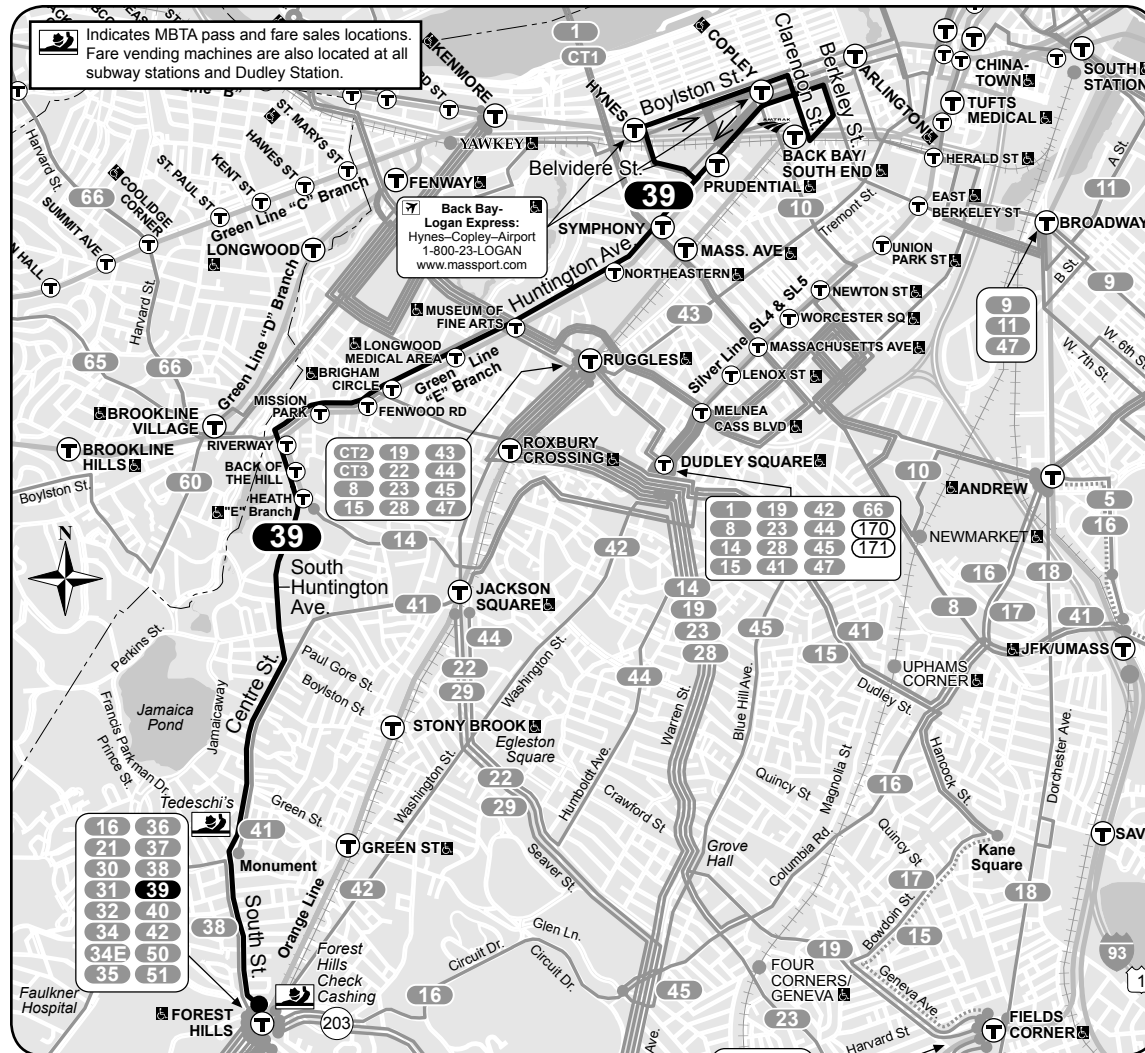 Indicates MBTA pass and fare sales locations.
Fare vending machines are also located at all
subway stations and Dudley Station.
1
CT1
KENMORE
COPLEY
Clarendon St.
Berkeley St.
ARLINGTON
CHINA-
TOWN
SOUTH
STATION
TUFTS
MEDICAL
HYNES
Boylston St.
AMTRAK
YAWKEY
Belvidere St.
BACK BAY/
SOUTH END
HERALD ST
A St.
Harvard St.
66
COOLIDGE
CORNER
ST. PAUL ST
KENT ST
HAWES ST
ST. MARYS ST
Green Line "C" Branch
SUMMIT AVE
FENWAY
PRUDENTIAL
39
10
Tremont St.
EAST
BERKELEY ST
11
BROADWAY
Back Bay-
Logan Express:
Hynes–Copley–Airport
1-800-23-LOGAN
www.massport.com
LONGWOOD
SYMPHONY
MASS. AVE
UNION
PARK ST
B St.
N HALL
Harvard St.
Green Line "D" Branch
Huntington Ave.
NORTHEASTERN
NEWTON ST
9
9
11
47
MUSEUM OF
FINE ARTS
43
Silver Line SL4 & SL5
WORCESTER SQ
W. 6th St.
W. 7th St.
65
66
LONGWOOD
MEDICAL AREA
Green Line
"E" Branch
RUGGLES
MASSACHUSETTS AVE
BRIGHAM
CIRCLE
LENOX ST
BROOKLINE
VILLAGE
MISSION
PARK
FENWOOD RD
MELNEA
CASS BLVD
BROOKLINE
HILLS
RIVERWAY
CT2 19 43
CT3 22 44
8 23 45
15 28 47
ROXBURY
CROSSING
DUDLEY SQUARE
10
Boylston St.
60
BACK OF
THE HILL
HEATH
"E" Branch
ANDREW
5
16
1 19 42 66
8 23 44 170
14 28 45 171
15 41 47
NEWMARKET
N
39
14
42
South
Huntington
Ave.
JACKSON
SQUARE
41
14
19
23
28
16
18
8
17
41
44
45
41
15
JFK/UMASS
Perkins St.
Paul Gore St.
Boylston St
22
29
Washington St.
44
Warren St.
Blue Hill Ave.
UPHAMS
CORNER
Dudley St.
Jamaica
Pond
Jamaicaway
Centre St.
Francis Parkman Dr.
Prince St.
STONY BROOK
Egleston
Square
Washington St.
Hancock St.
Dorchester Ave.
22
29
Humboldt Ave.
Crawford St
Quincy St
Magnolia St
16
Tedeschi's
Green St.
41
16 36
21 37
30 38
31 39
32 40
34 42
34E 50
35 51
Monument
GREEN ST
Seaver St.
Grove
Hall
Columbia Rd.
Quincy St
Kane
Square
SAV
42
17
18
38
South St.
Orange Line
Bowdoin St
15
Glen Ln.
Forest
Hills
Check
Cashing
Circuit Dr.
Circuit Dr.
19
93
1
FOUR
CORNERS/
GENEVA
Geneva Ave
Faulkner
Hospital
16
45
FOREST
HILLS
203
23
FIELDS
CORNER
Harvard St
Ave.